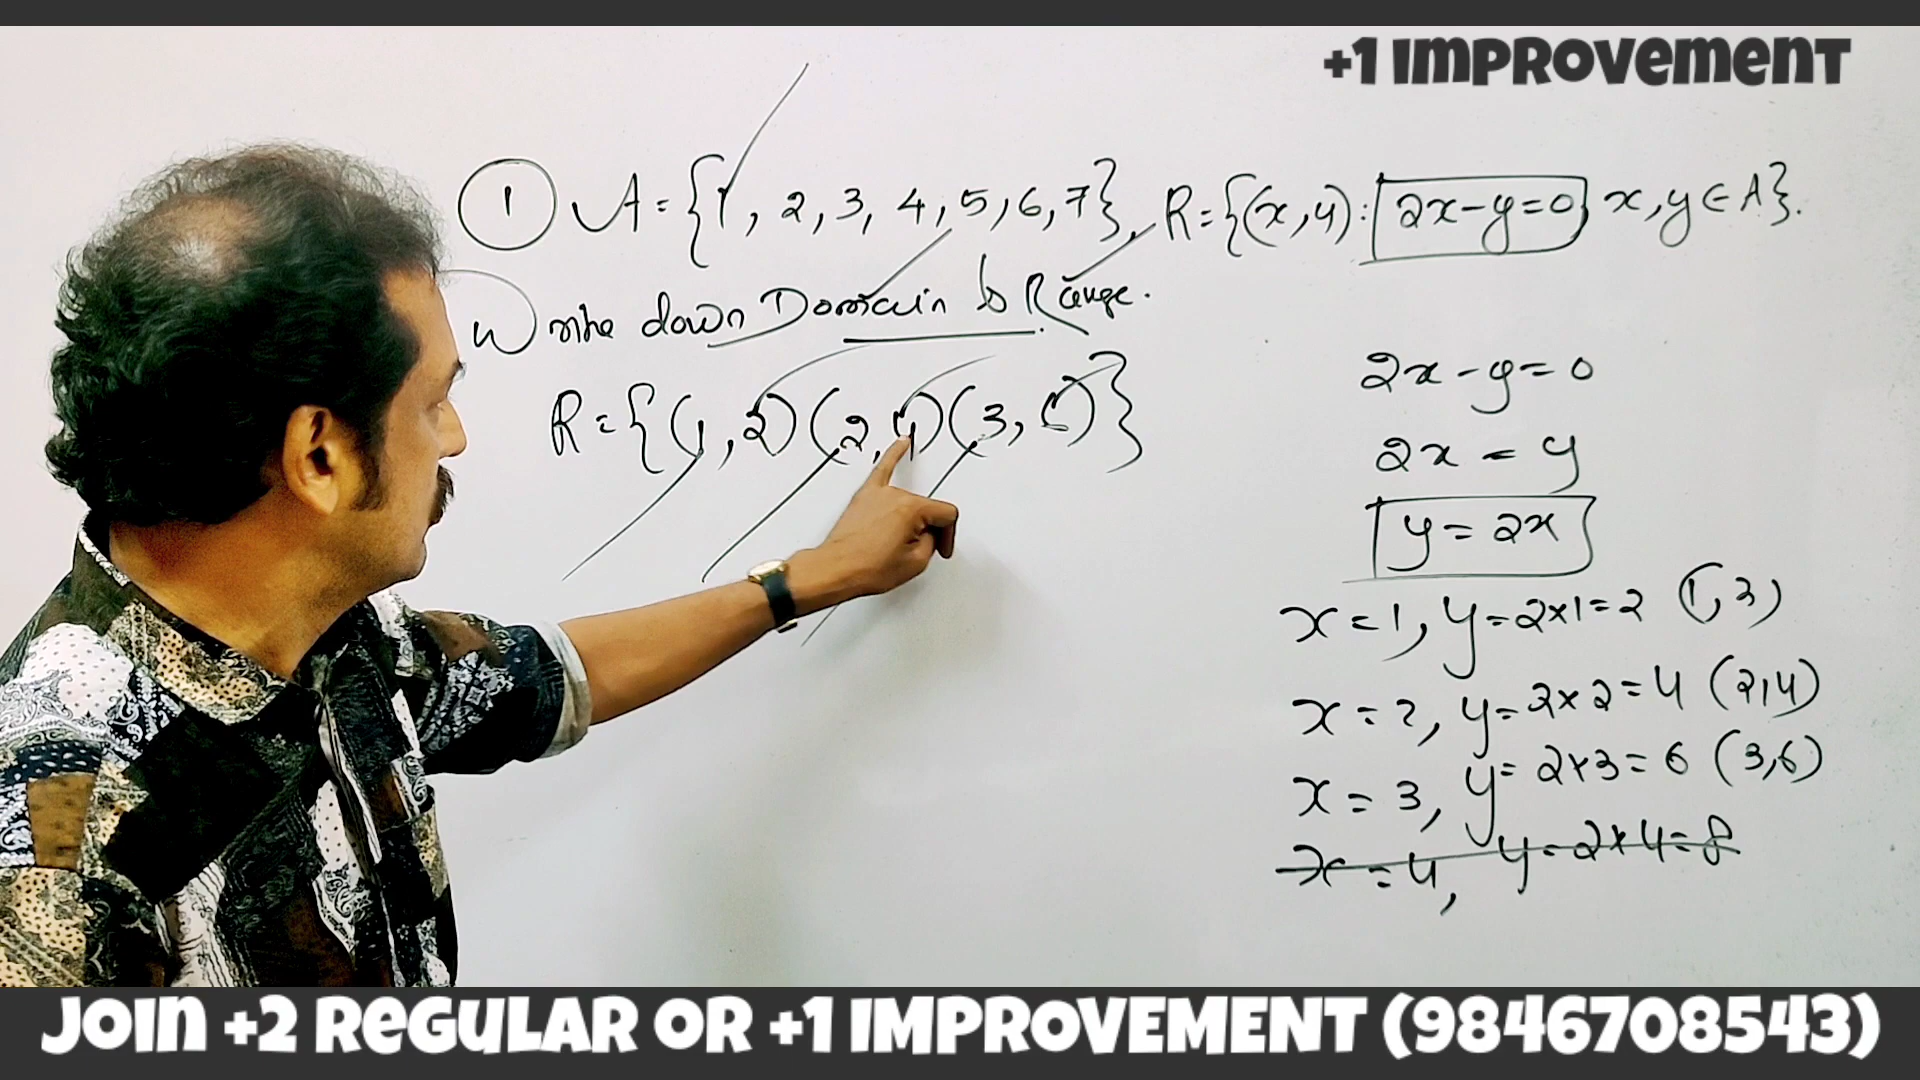 +1 IMPROVEMENT
1 A = {1, 2, 3, 4, 5, 6, 7}, R = {(x, y) : 2x-y=0, x, y ∈ A}.
Write down Domain & Range.
R = {(1, 2) (2, 4) (3, 6)}
2x - y = 0
2x = y
y = 2x
x = 1, y = 2×1 = 2 (1, 2)
x = 2, y = 2×2 = 4 (2, 4)
x = 3, y = 2×3 = 6 (3, 6)
x = 4, y = 2×4 = 8
JOIN +2 REGULAR OR +1 IMPROVEMENT (9846708543)